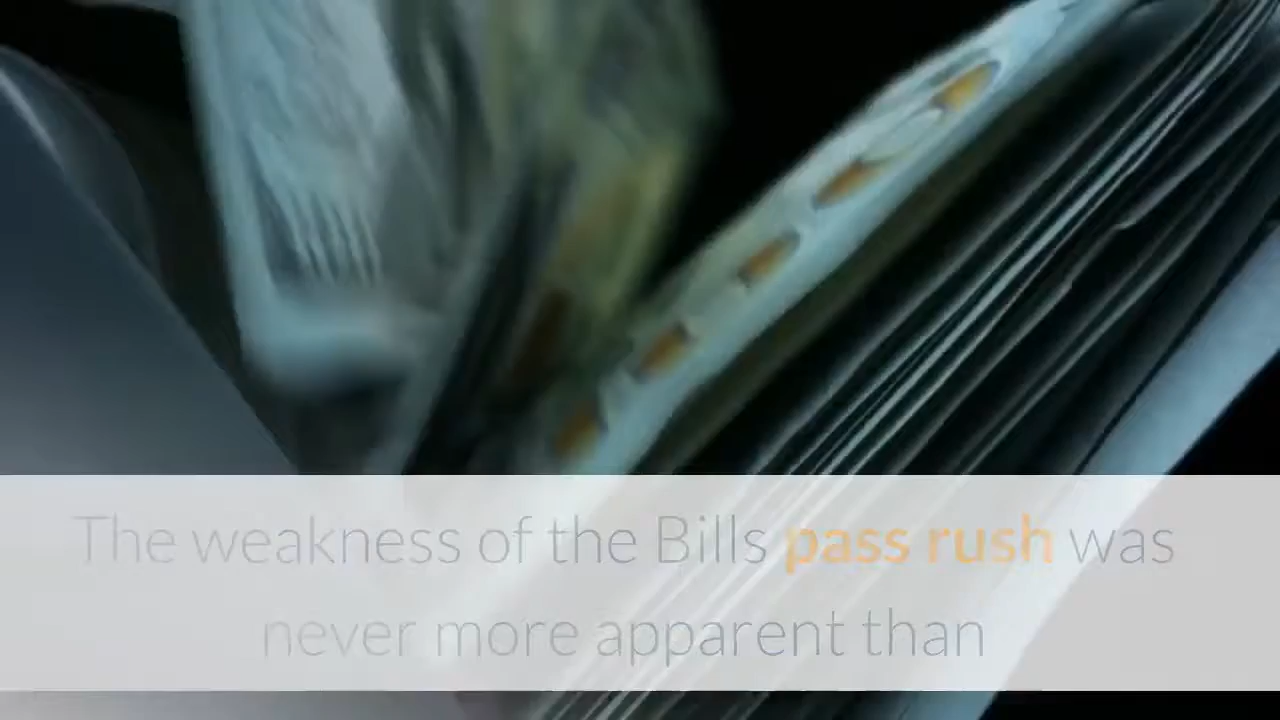 The weakness of the Bills pass rush was
never more apparent than